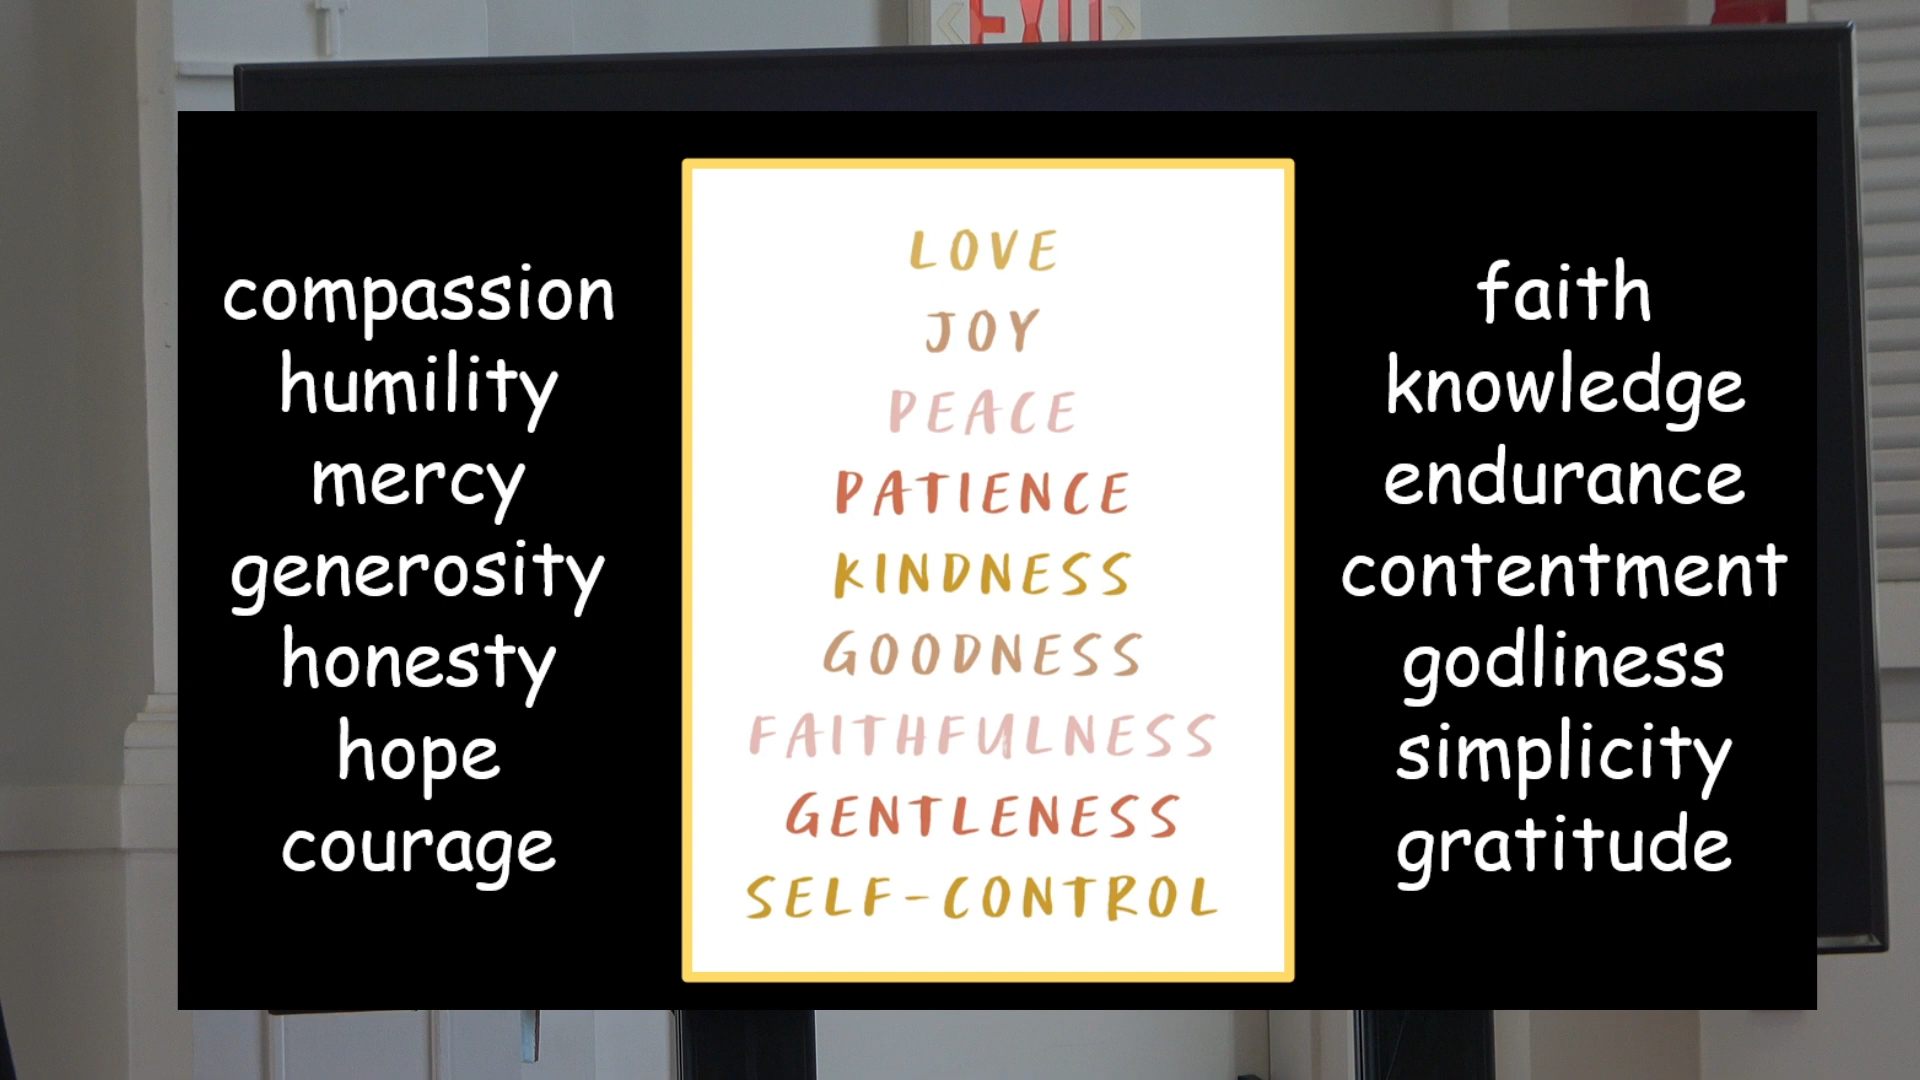 EXIT
compassion
humility
mercy
generosity
honesty
hope
courage
LOVE
JOY
PEACE
PATIENCE
KINDNESS
GOODNESS
FAITHFULNESS
GENTLENESS
SELF-CONTROL
faith
knowledge
endurance
contentment
godliness
simplicity
gratitude